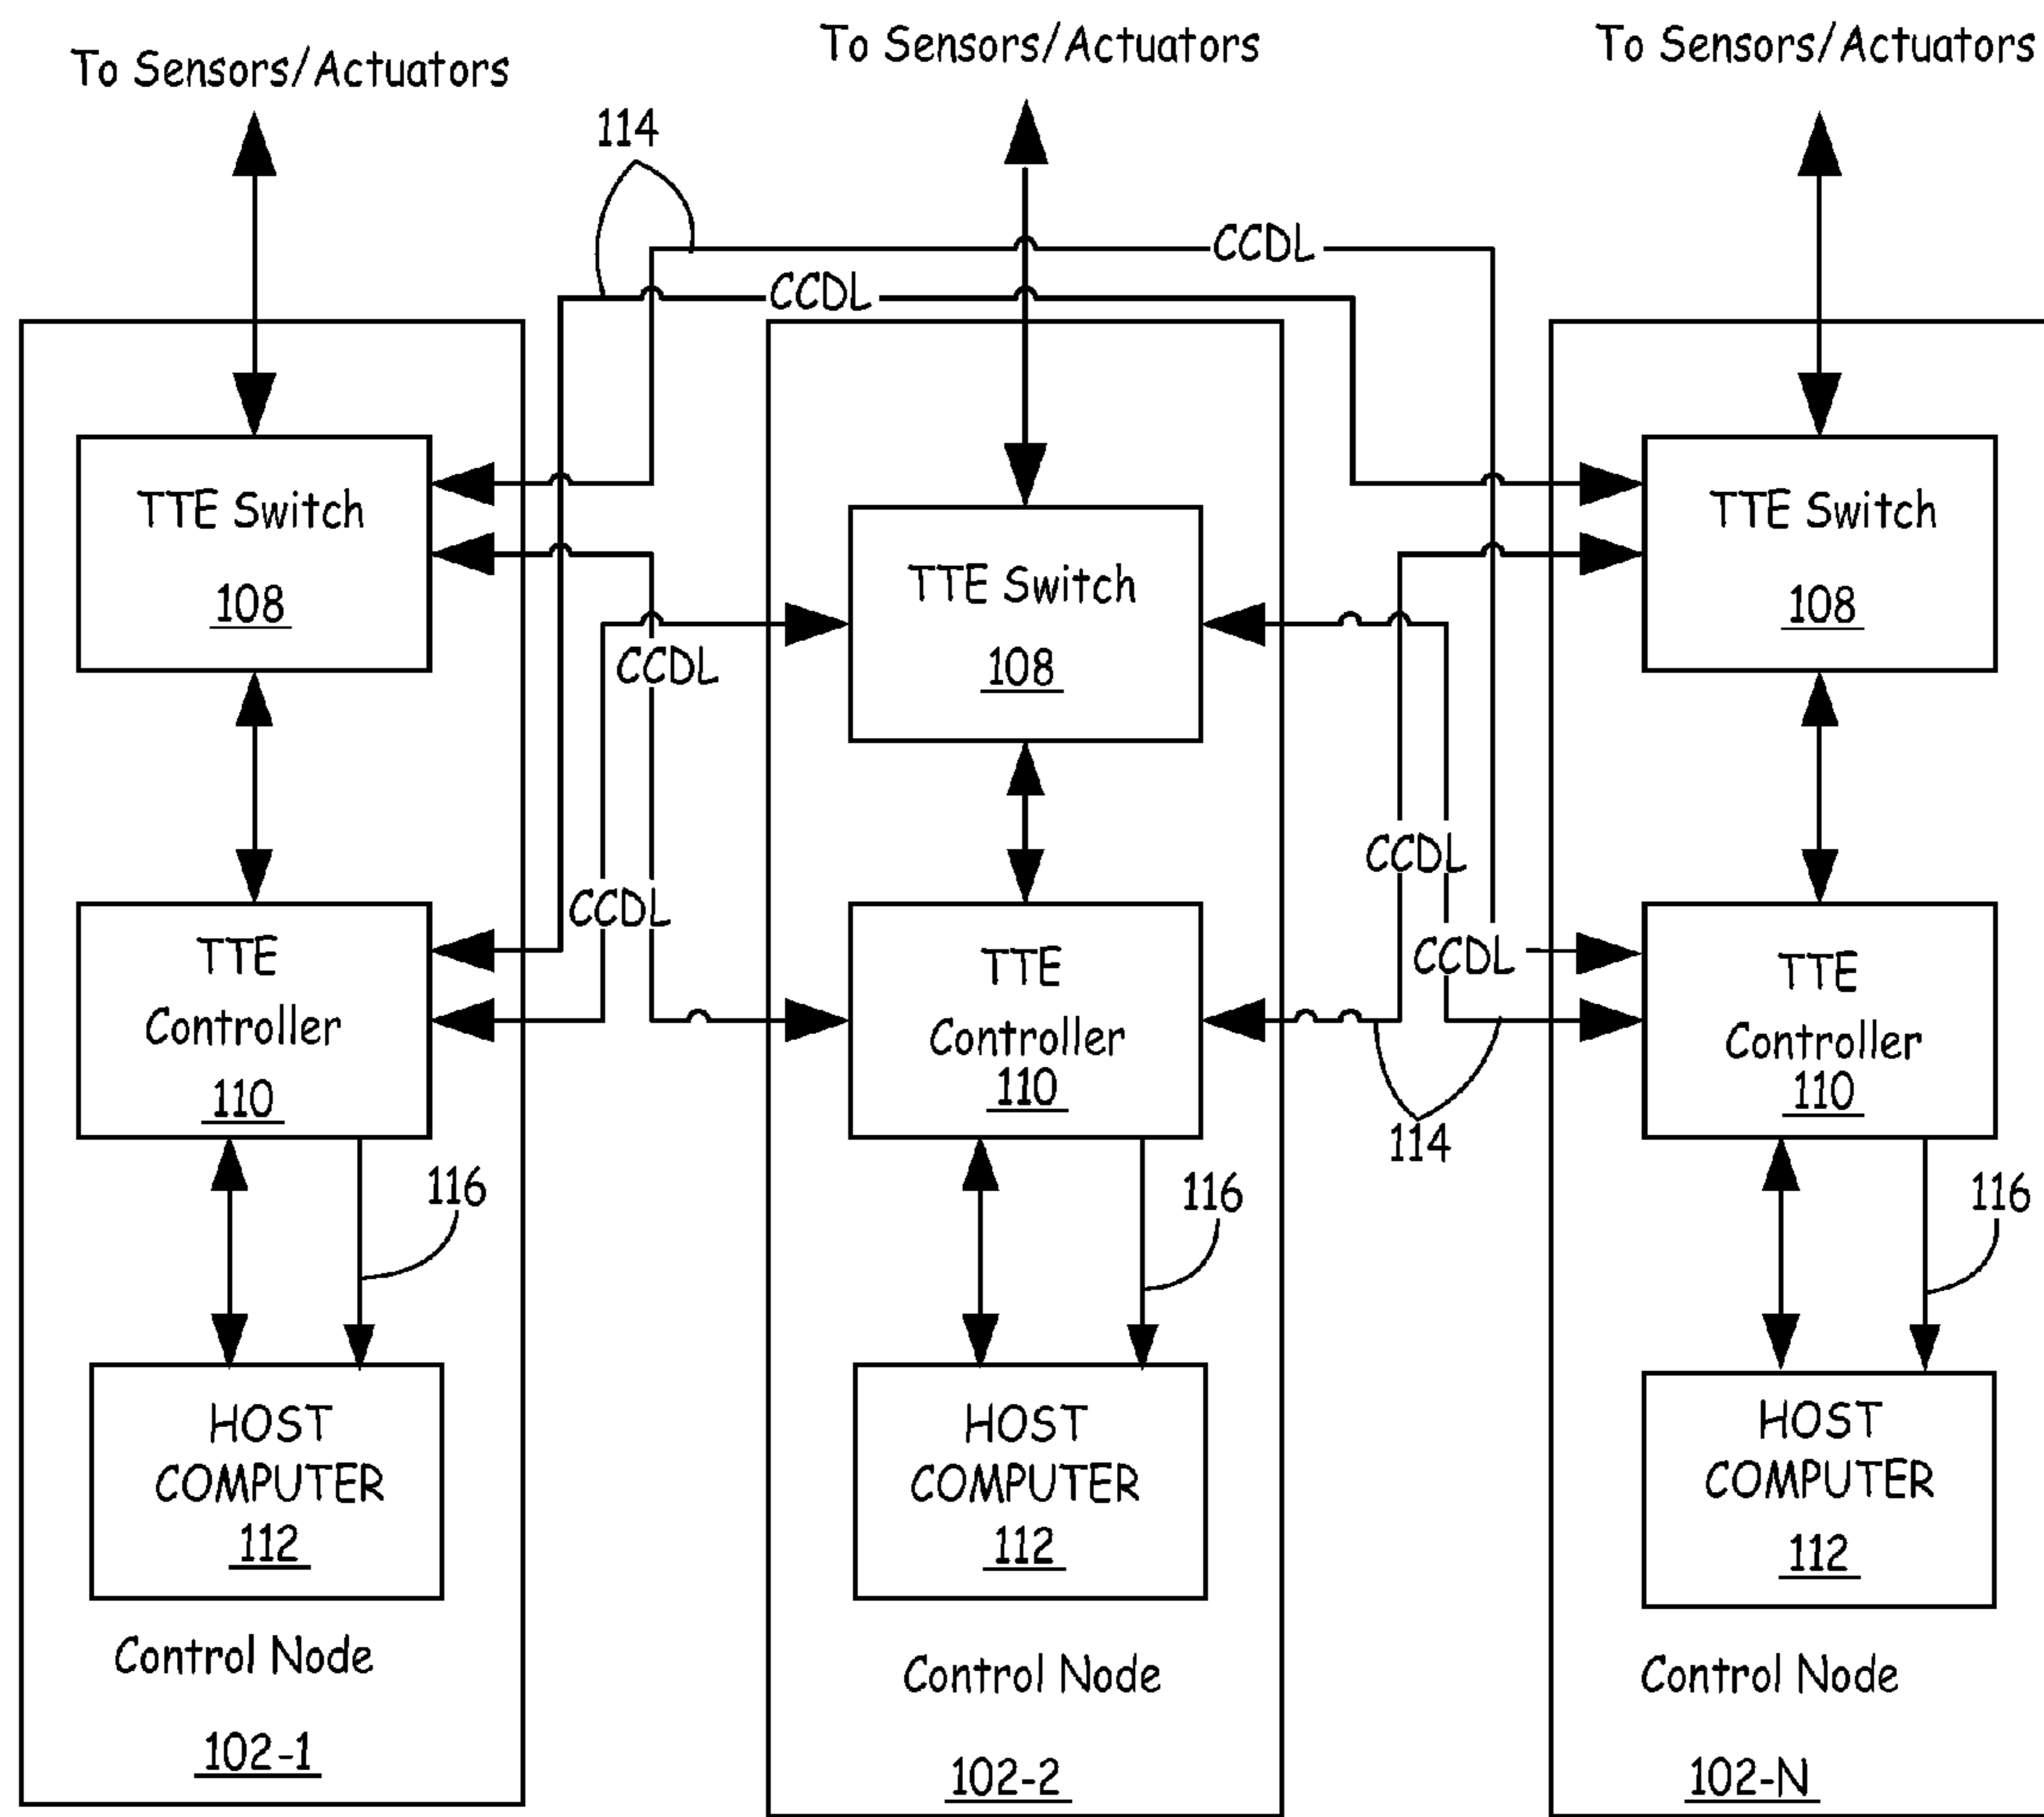 To Sensors/Actuators
To Sensors/Actuators
To Sensors/Actuators
114
CCDL
CCDL
TTE Switch
108
TTE Switch
108
TTE Switch
108
CCDL
CCDL
CCDL
CCDL
TTE
Controller
110
TTE
Controller
110
TTE
Controller
110
114
116
116
116
HOST
COMPUTER
112
HOST
COMPUTER
112
HOST
COMPUTER
112
Control Node
102-1
Control Node
102-2
Control Node
102-N